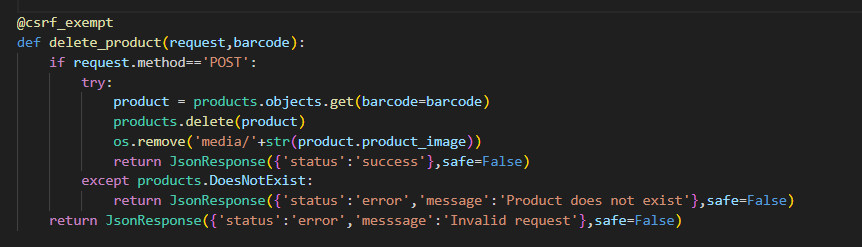 @csrf_exempt
def delete_product(request,barcode):
    if request.method=='POST':
        try:
            product = products.objects.get(barcode=barcode)
            products.delete(product)
            os.remove('media/'+str(product.product_image))
            return JsonResponse({'status':'success'},safe=False)
        except products.DoesNotExist:
            return JsonResponse({'status':'error','message':'Product does not exist'},safe=False)
    return JsonResponse({'status':'error','messsage':'Invalid request'},safe=False)